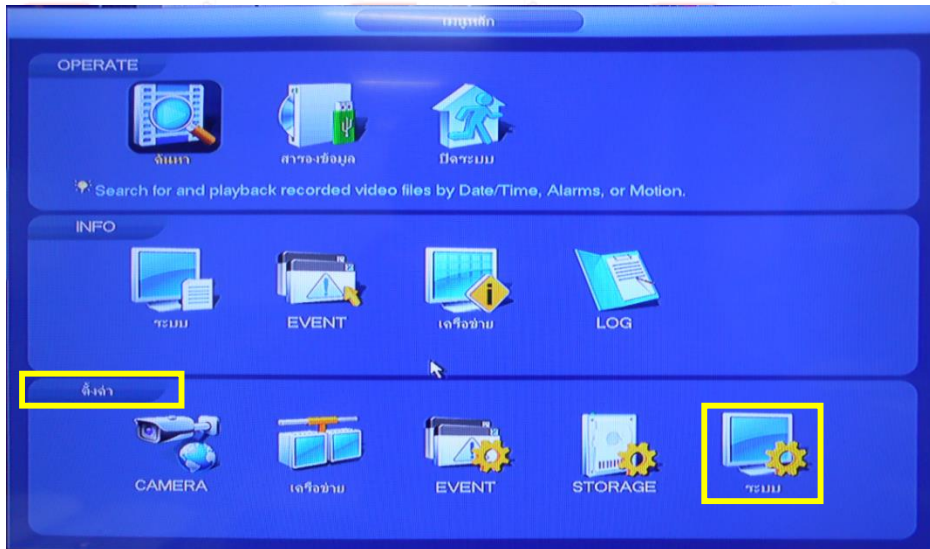 เมนูหลัก
OPERATE
ค้นหา
สำรองข้อมูล
ปิดระบบ
Search for and playback recorded video files by Date/Time, Alarms, or Motion.
INFO
ระบบ
EVENT
เครือข่าย
LOG
ตั้งค่า
CAMERA
เครือข่าย
EVENT
STORAGE
ระบบ